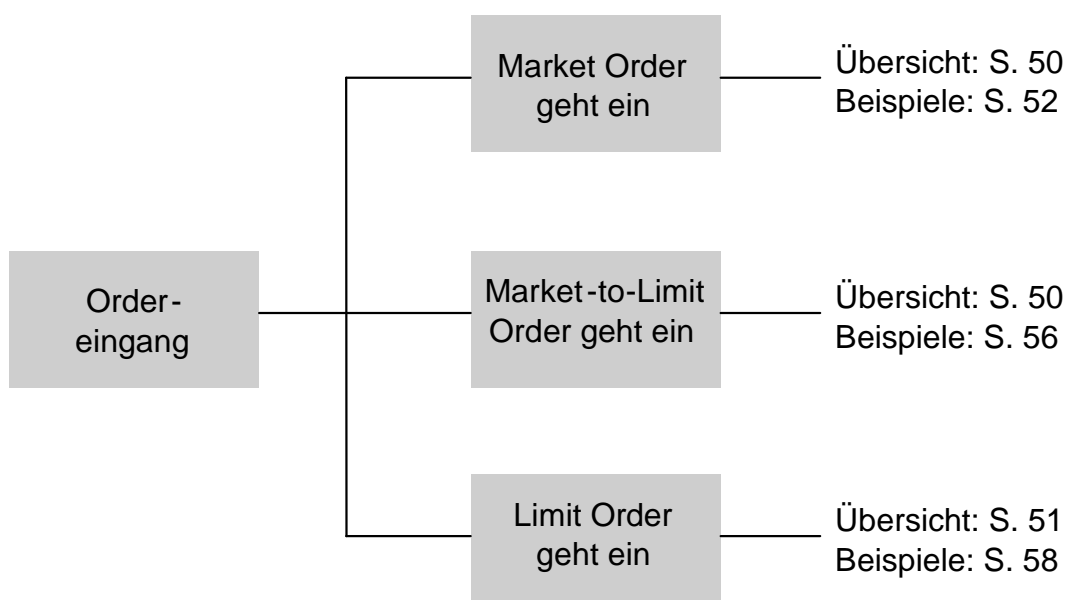 Market Order
geht ein
Übersicht: S. 50
Beispiele: S. 52
Order-
eingang
Market-to-Limit
Order geht ein
Übersicht: S. 50
Beispiele: S. 56
Limit Order
geht ein
Übersicht: S. 51
Beispiele: S. 58